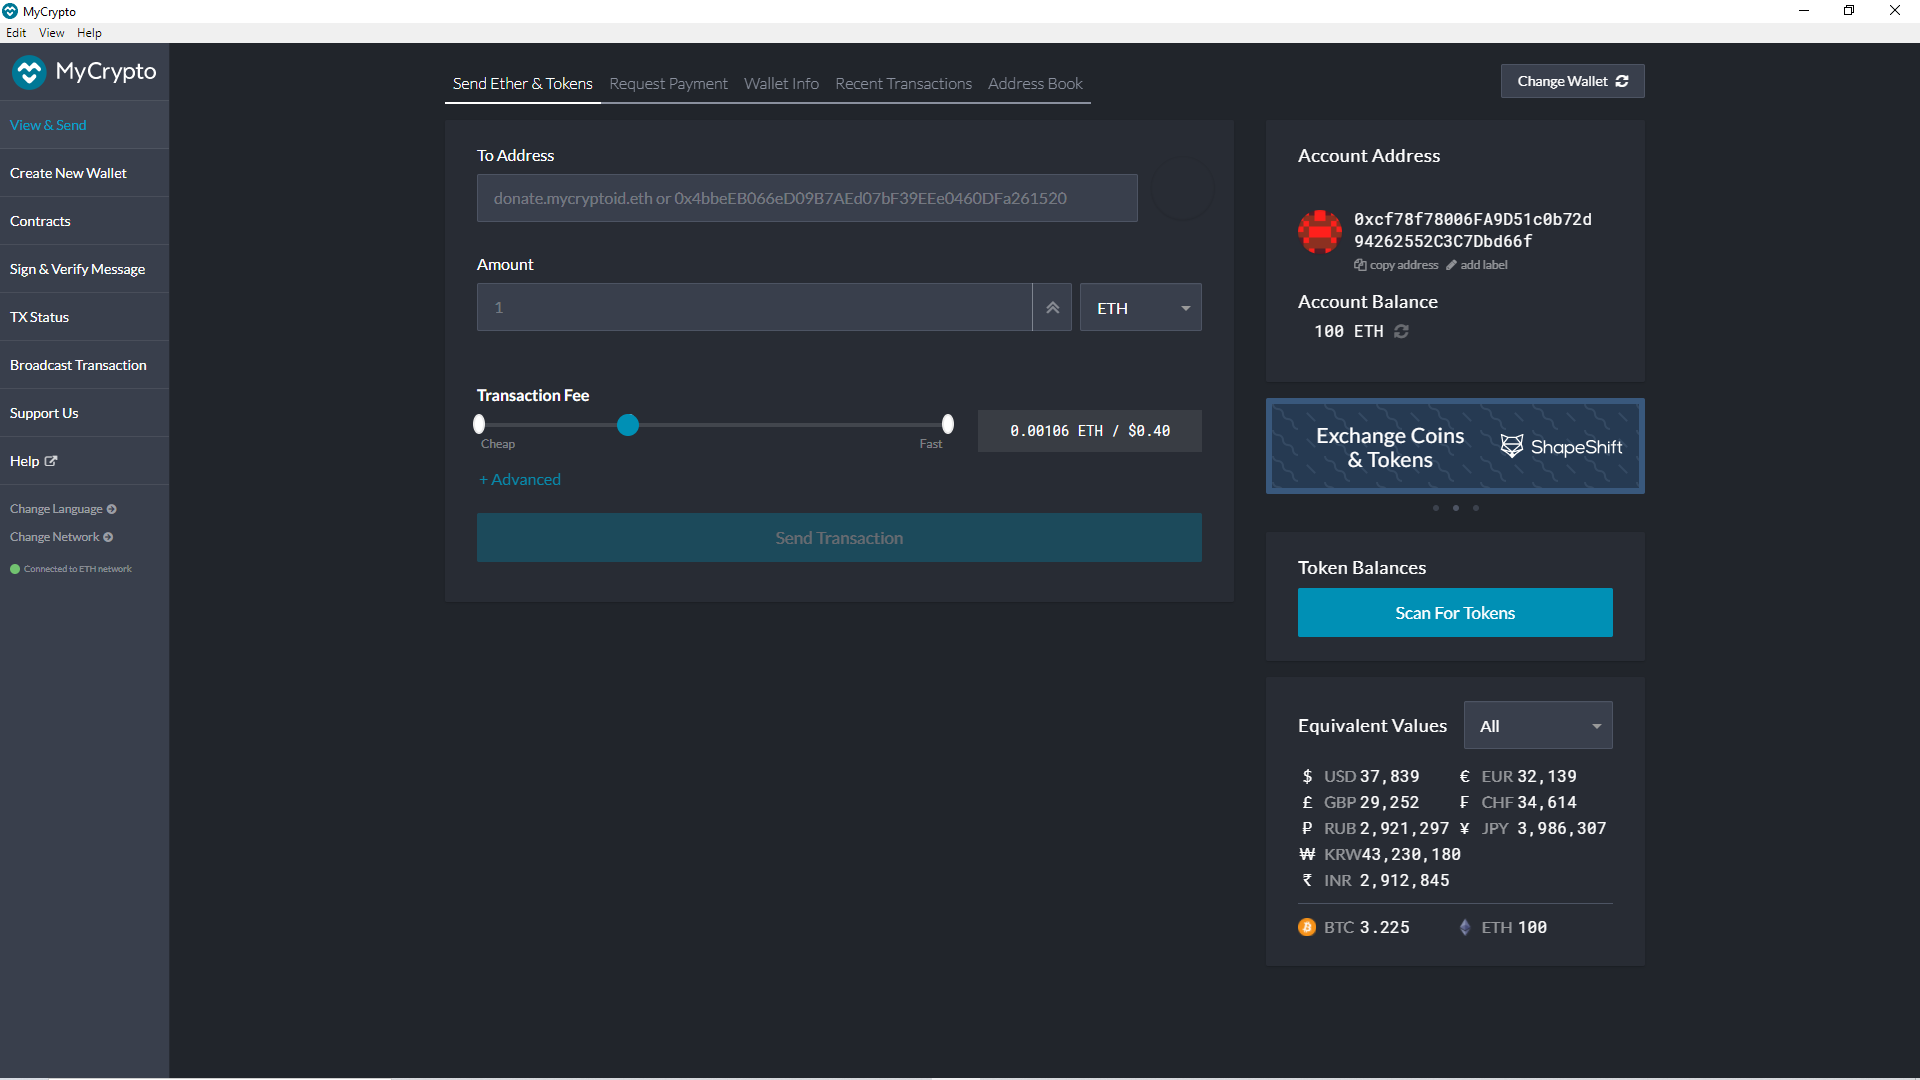 MyCrypto
Edit View Help
MyCrypto
View & Send
Create New Wallet
Contracts
Sign & Verify Message
TX Status
Broadcast Transaction
Support Us
Help
Change Language
Change Network
Connected to ETH network
Send Ether & Tokens Request Payment Wallet Info Recent Transactions Address Book
Change Wallet
To Address
donate.mycryptoid.eth or 0x4bbeEB066eD09B7AEd07bF39EEe0460DFa261520
Amount
1
ETH
Transaction Fee
Cheap Fast
0.00106 ETH / $0.40
+ Advanced
Send Transaction
Account Address
0xcf78f78006FA9D51c0b72d
94262552C3C7Dbd66f
copy address add label
Account Balance
100 ETH
Exchange Coins
& Tokens
ShapeShift
Token Balances
Scan For Tokens
Equivalent Values All
$ USD 37,839 € EUR 32,139
£ GBP 29,252 ₣ CHF 34,614
₽ RUB 2,921,297 ¥ JPY 3,986,307
₩ KRW 43,230,180
₹ INR 2,912,845
BTC 3.225 ETH 100